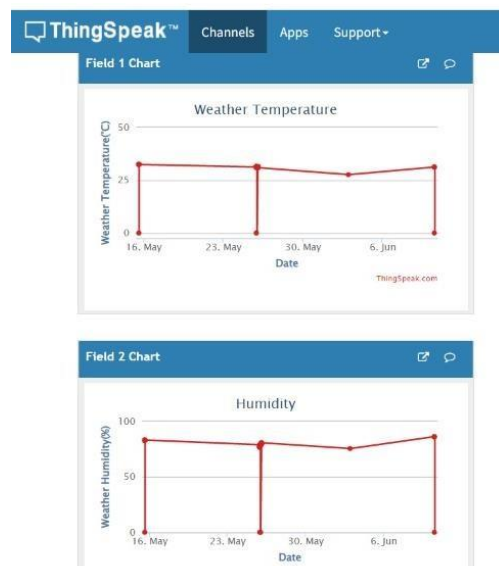 ThingSpeak™ Channels Apps Support
Field 1 Chart
Weather Temperature
Weather Temperature(°C)
50
25
0
16. May 23. May 30. May 6. Jun
Date
ThingSpeak.com
Field 2 Chart
Humidity
Weather Humidity(%)
100
50
0
16. May 23. May 30. May 6. Jun
Date